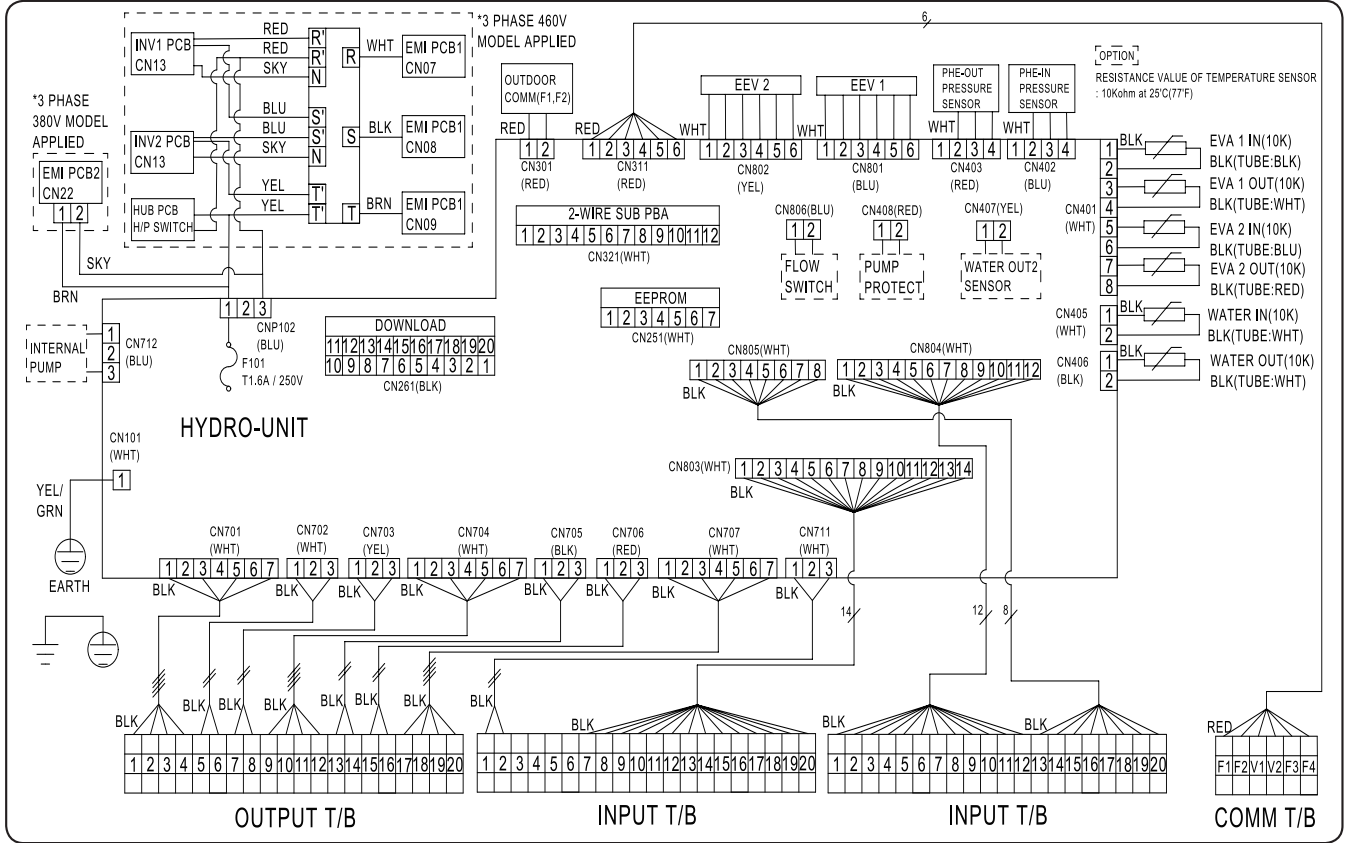 *3 PHASE 460V
MODEL APPLIED
*3 PHASE
380V MODEL
APPLIED
INV1 PCB
CN13
RED
RED
SKY
R'
R'
N
R
WHT
EMI PCB1
CN07
INV2 PCB
CN13
BLU
BLU
SKY
S'
S'
N
S
BLK
EMI PCB1
CN08
HUB PCB
H/P SWITCH
YEL
YEL
T'
T'
T
BRN
EMI PCB1
CN09
EMI PCB2
CN22
1 2
SKY
BRN
1 2 3
CNP102
(BLU)
F101
T1.6A / 250V
INTERNAL
PUMP
1
2
3
CN712
(BLU)
HYDRO-UNIT
CN101
(WHT)
1
YEL/
GRN
EARTH
DOWNLOAD
11 12 13 14 15 16 17 18 19 20
10 9 8 7 6 5 4 3 2 1
CN261(BLK)
OUTDOOR
COMM(F1,F2)
RED
1 2
CN301
(RED)
6
RED
1 2 3 4 5 6
CN311
(RED)
EEV 2
WHT
1 2 3 4 5 6
CN802
(YEL)
EEV 1
WHT
1 2 3 4 5 6
CN801
(BLU)
PHE-OUT
PRESSURE
SENSOR
WHT
1 2 3 4
CN403
(RED)
PHE-IN
PRESSURE
SENSOR
WHT
1 2 3 4
CN402
(BLU)
OPTION
RESISTANCE VALUE OF TEMPERATURE SENSOR
: 10Kohm at 25'C(77'F)
2-WIRE SUB PBA
1 2 3 4 5 6 7 8 9 10 11 12
CN321(WHT)
EEPROM
1 2 3 4 5 6 7
CN251(WHT)
CN806(BLU)
1 2
FLOW
SWITCH
CN408(RED)
1 2
PUMP
PROTECT
CN407(YEL)
1 2
WATER OUT2
SENSOR
CN401
(WHT)
1
2
3
4
5
6
7
8
BLK
EVA 1 IN(10K)
BLK(TUBE:BLK)
EVA 1 OUT(10K)
BLK(TUBE:WHT)
EVA 2 IN(10K)
BLK(TUBE:BLU)
EVA 2 OUT(10K)
BLK(TUBE:RED)
CN405
(WHT)
1
2
BLK
WATER IN(10K)
BLK(TUBE:WHT)
CN406
(BLK)
1
2
BLK
WATER OUT(10K)
BLK(TUBE:WHT)
CN805(WHT)
1 2 3 4 5 6 7 8
BLK
CN804(WHT)
1 2 3 4 5 6 7 8 9 10 11 12
BLK
CN803(WHT)
1 2 3 4 5 6 7 8 9 10 11 12 13 14
BLK
CN701
(WHT)
1 2 3 4 5 6 7
BLK
CN702
(WHT)
1 2 3
BLK
CN703
(YEL)
1 2 3
BLK
CN704
(WHT)
1 2 3 4 5 6 7
BLK
CN705
(BLK)
1 2 3
BLK
CN706
(RED)
1 2 3
BLK
CN707
(WHT)
1 2 3 4 5 6 7
BLK
CN711
(WHT)
1 2 3
BLK
14
12
8
BLK
BLK
BLK
BLK
BLK
BLK
BLK
1 2 3 4 5 6 7 8 9 10 11 12 13 14 15 16 17 18 19 20
OUTPUT T/B
BLK
BLK
1 2 3 4 5 6 7 8 9 10 11 12 13 14 15 16 17 18 19 20
INPUT T/B
BLK
BLK
1 2 3 4 5 6 7 8 9 10 11 12 13 14 15 16 17 18 19 20
INPUT T/B
RED
F1 F2 V1 V2 F3 F4
COMM T/B